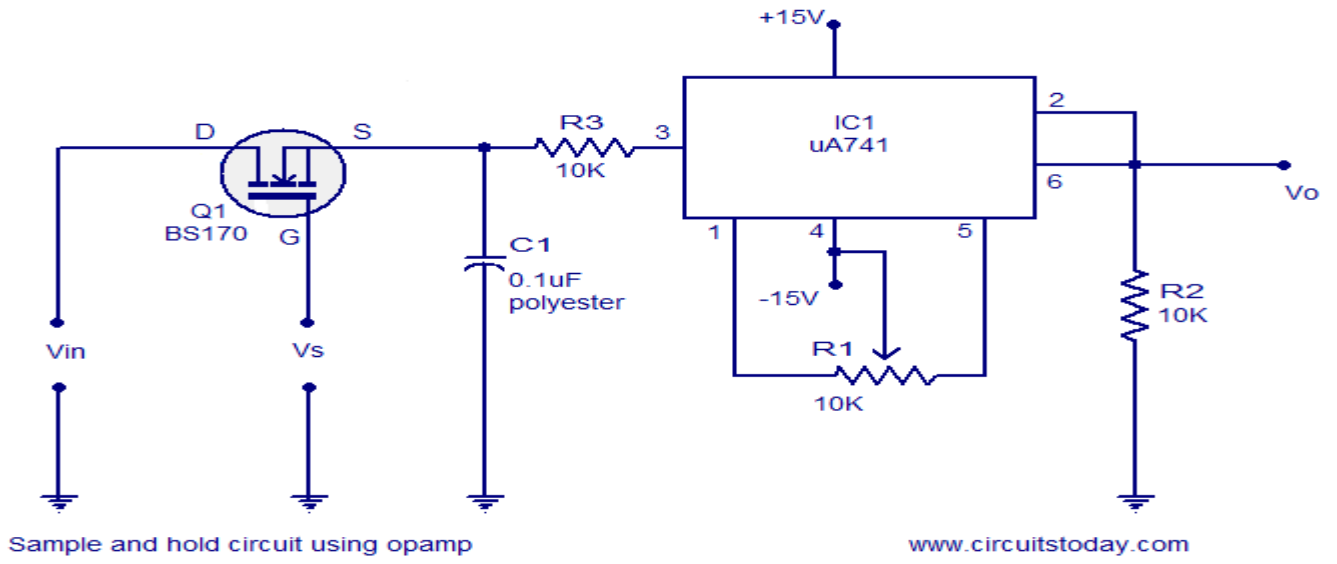 +15V
D
S
R3
10K
3
IC1
uA741
2
6
Vo
Q1
BS170
G
1
4
5
C1
0.1uF
polyester
-15V
R1
10K
R2
10K
Vin
Vs
Sample and hold circuit using opamp
www.circuitstoday.com